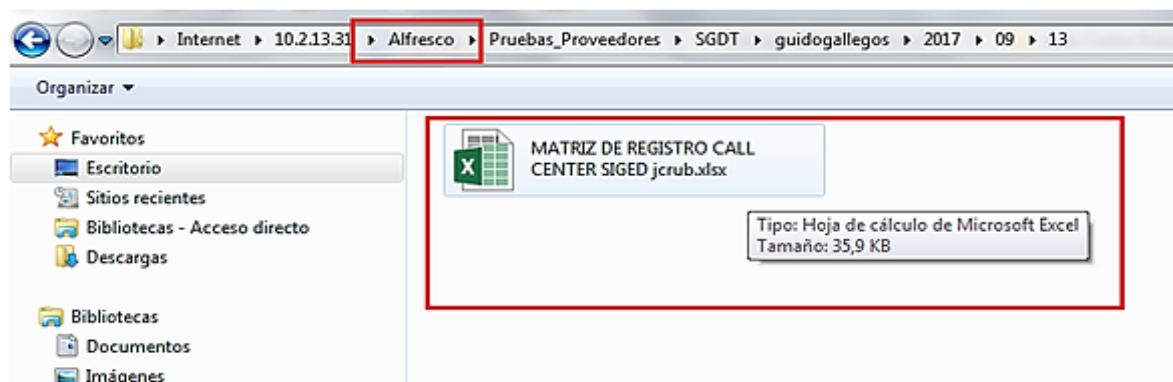 Internet 10.2.13.31 Alfresco Pruebas_Proveedores SGDT guidogallegos 2017 09 13
Organizar
Favoritos
Escritorio
Sitios recientes
Bibliotecas - Acceso directo
Descargas
Bibliotecas
Documentos
Imágenes
MATRIZ DE REGISTRO CALL
CENTER SIGED jcrub.xlsx
Tipo: Hoja de cálculo de Microsoft Excel
Tamaño: 35,9 KB